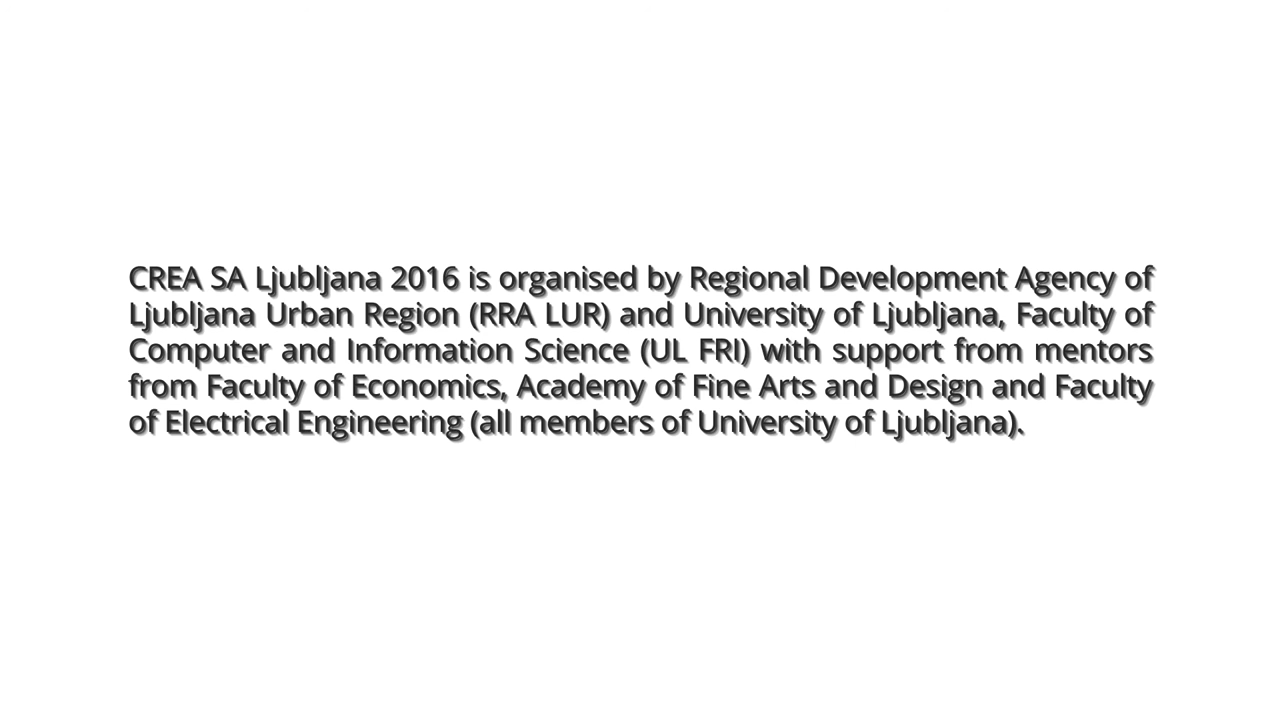 CREA SA Ljubljana 2016 is organised by Regional Development Agency of
Ljubljana Urban Region (RRA LUR) and University of Ljubljana, Faculty of
Computer and Information Science (UL FRI) with support from mentors
from Faculty of Economics, Academy of Fine Arts and Design and Faculty
of Electrical Engineering (all members of University of Ljubljana).